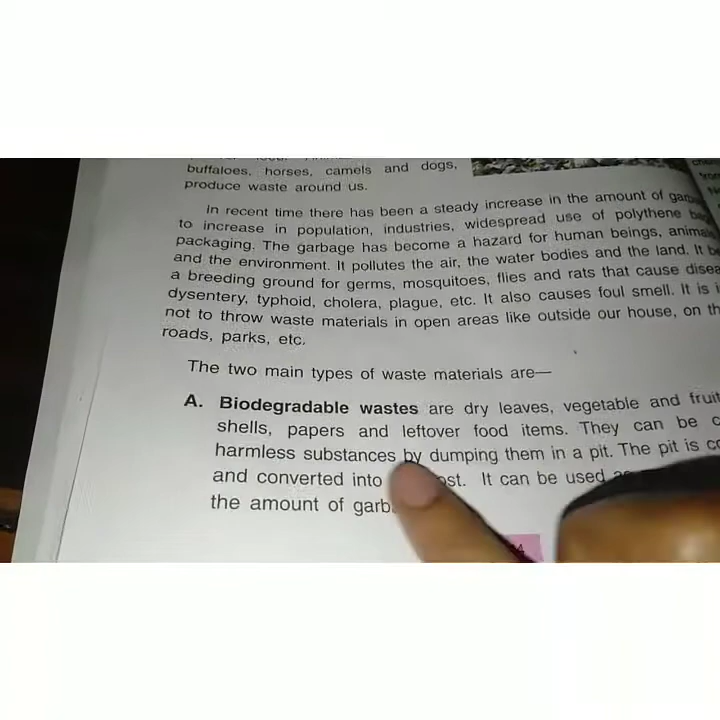 buffaloes, horses, camels and dogs,
produce waste around us.
In recent time there has been a steady increase in the amount of
to increase in population, industries, widespread use of polythene
packaging. The garbage has become a hazard for human beings,
and the environment. It pollutes the air, the water bodies and the land. It
a breeding ground for germs, mosquitoes, flies and rats that cause
dysentery, typhoid, cholera, plague, etc. It also causes foul smell. It is
not to throw waste materials in open areas like outside our house, on
roads, parks, etc.
The two main types of waste materials are—
A. Biodegradable wastes are dry leaves, vegetable and
shells, papers and leftover food items. They can be
harmless substances by dumping them in a pit. The pit is
and converted into It can be used
the amount of